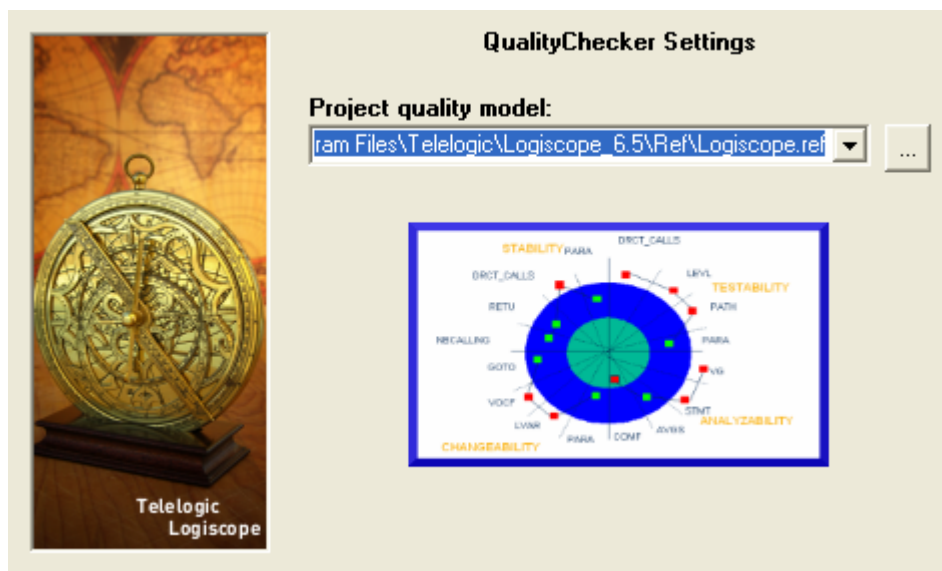 QualityChecker Settings
Project quality model:
ram Files\Telelogic\Logiscope_6.5\Ref\Logiscope.ref
...
STABILITY
PARA
DRCT_CALLS
DRCT_CALLS
LEVL
TESTABILITY
RETU
PATH
NBCALLING
PARA
GOTO
VG
VOCF
STMT
LVAR
PARA
COMF
AVGS
ANALYZABILITY
CHANGEABILITY
Telelogic
Logiscope